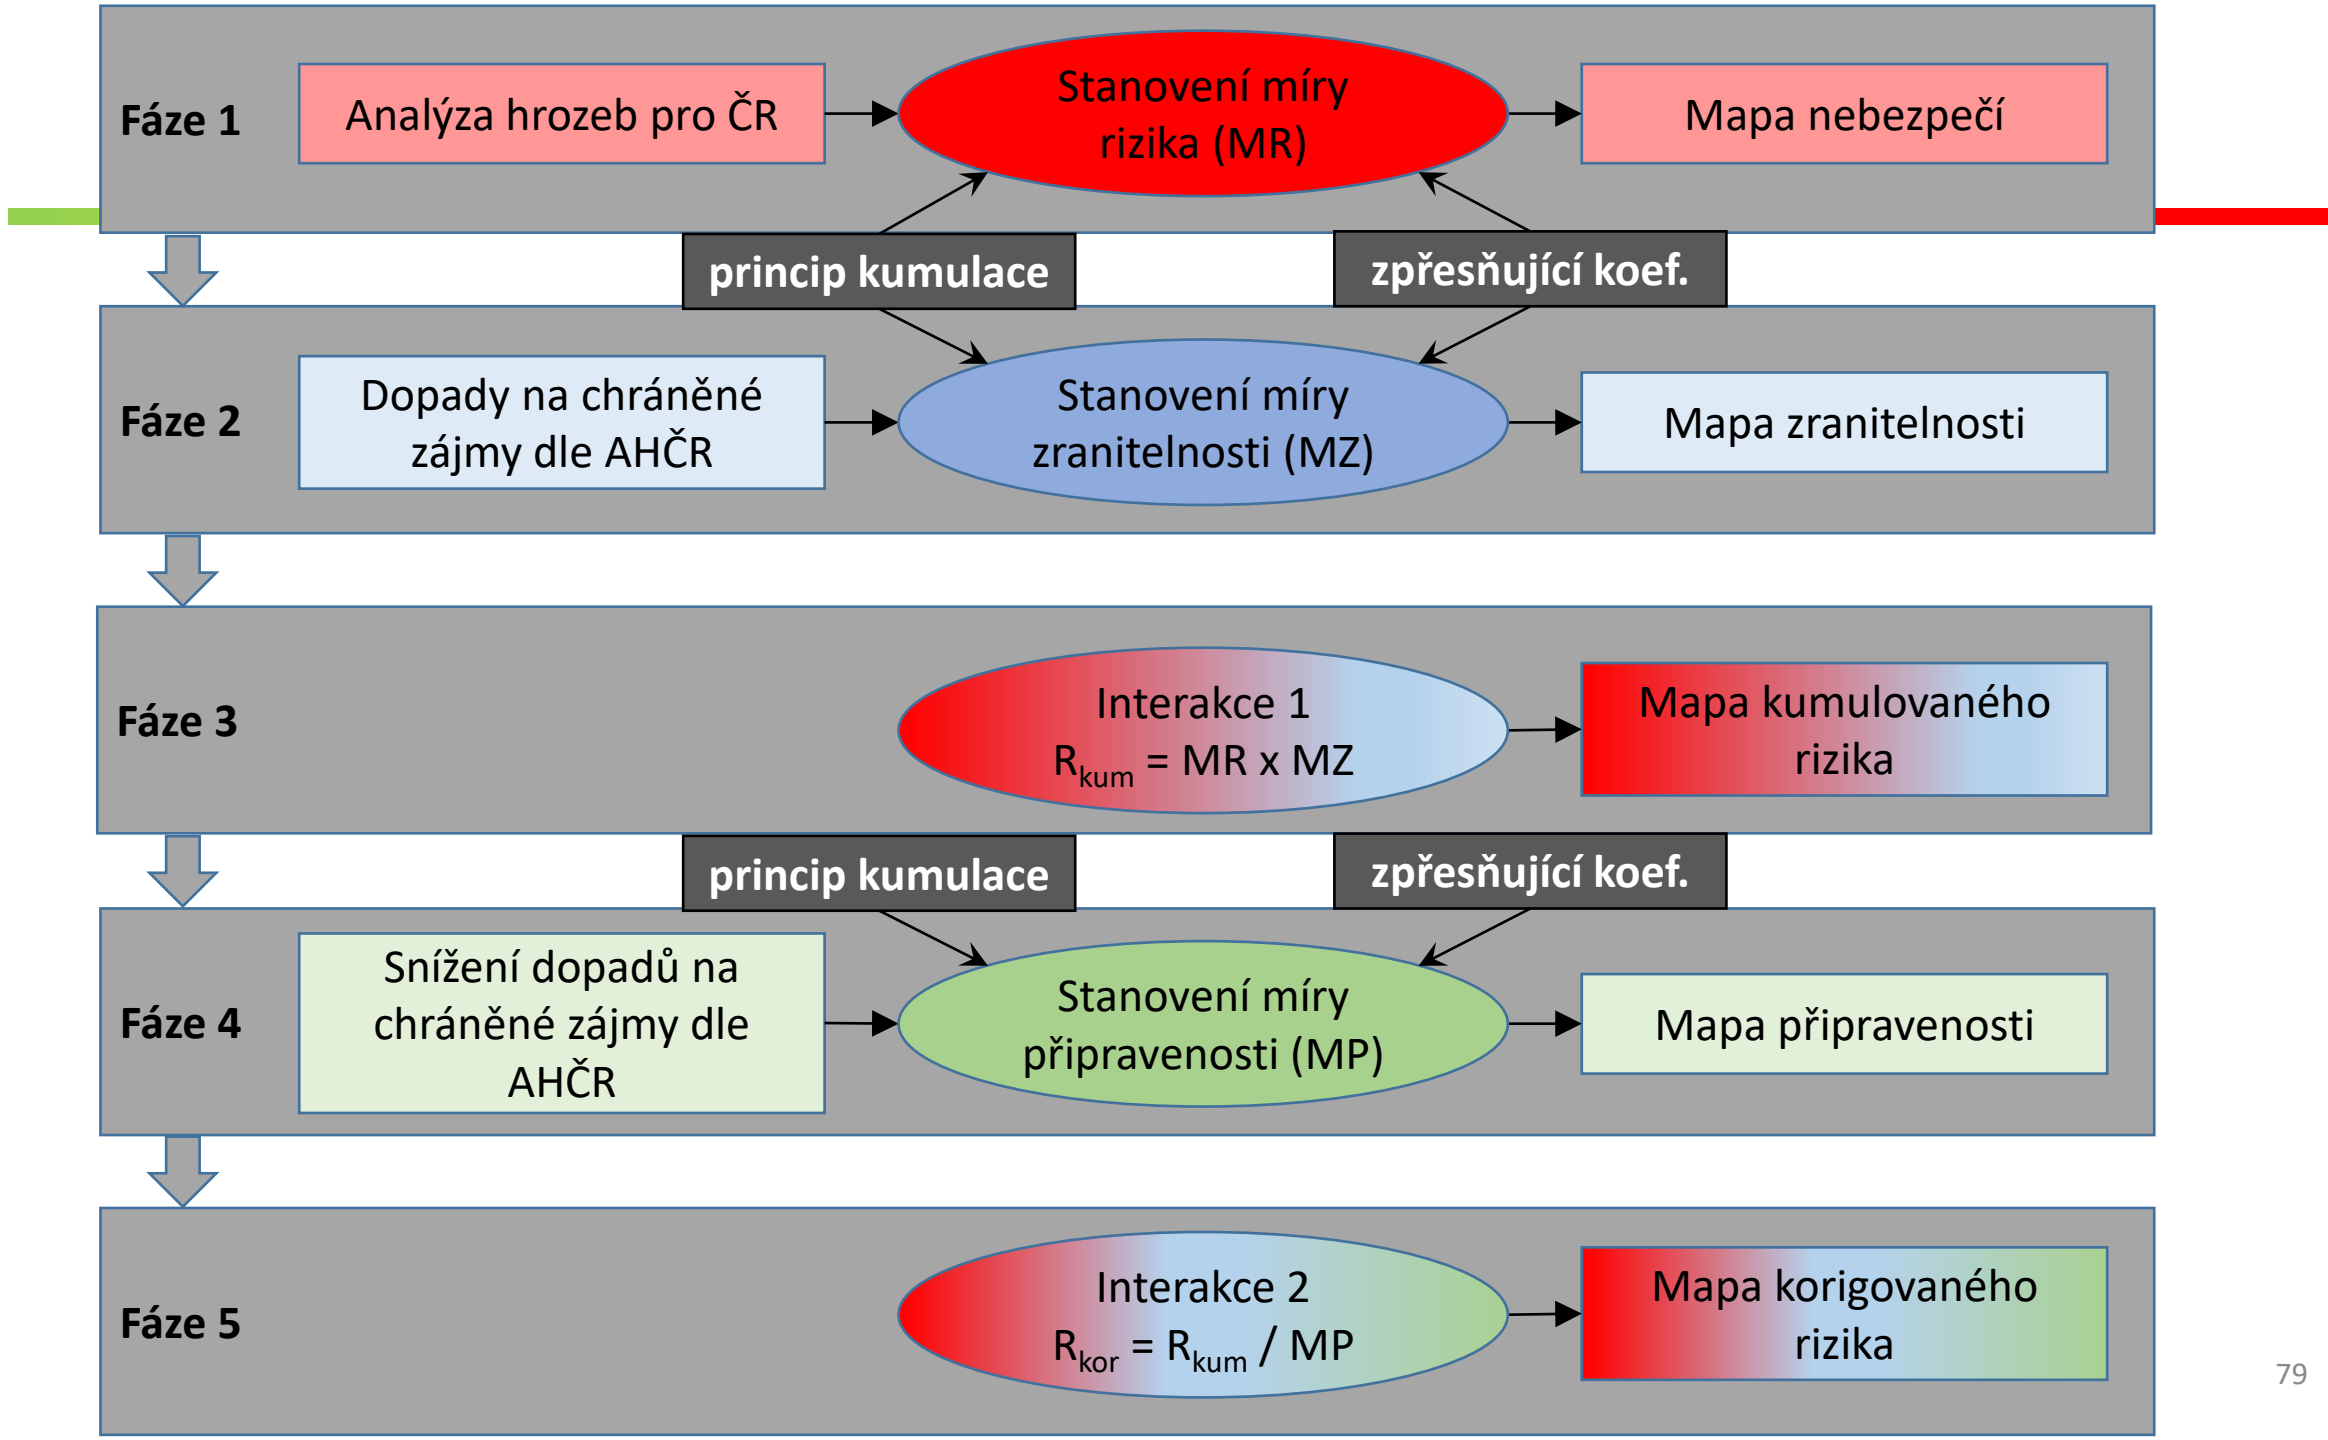 Fáze 1
Analýza hrozeb pro ČR
Stanovení míry
rizika (MR)
Mapa nebezpečí
princip kumulace
zpřesňující koef.
Fáze 2
Dopady na chráněné
zájmy dle AHČR
Stanovení míry
zranitelnosti (MZ)
Mapa zranitelnosti
Fáze 3
Interakce 1
R_kum = MR x MZ
Mapa kumulovaného
rizika
princip kumulace
zpřesňující koef.
Fáze 4
Snížení dopadů na
chráněné zájmy dle
AHČR
Stanovení míry
připravenosti (MP)
Mapa připravenosti
Fáze 5
Interakce 2
R_kor = R_kum / MP
Mapa korigovaného
rizika
79